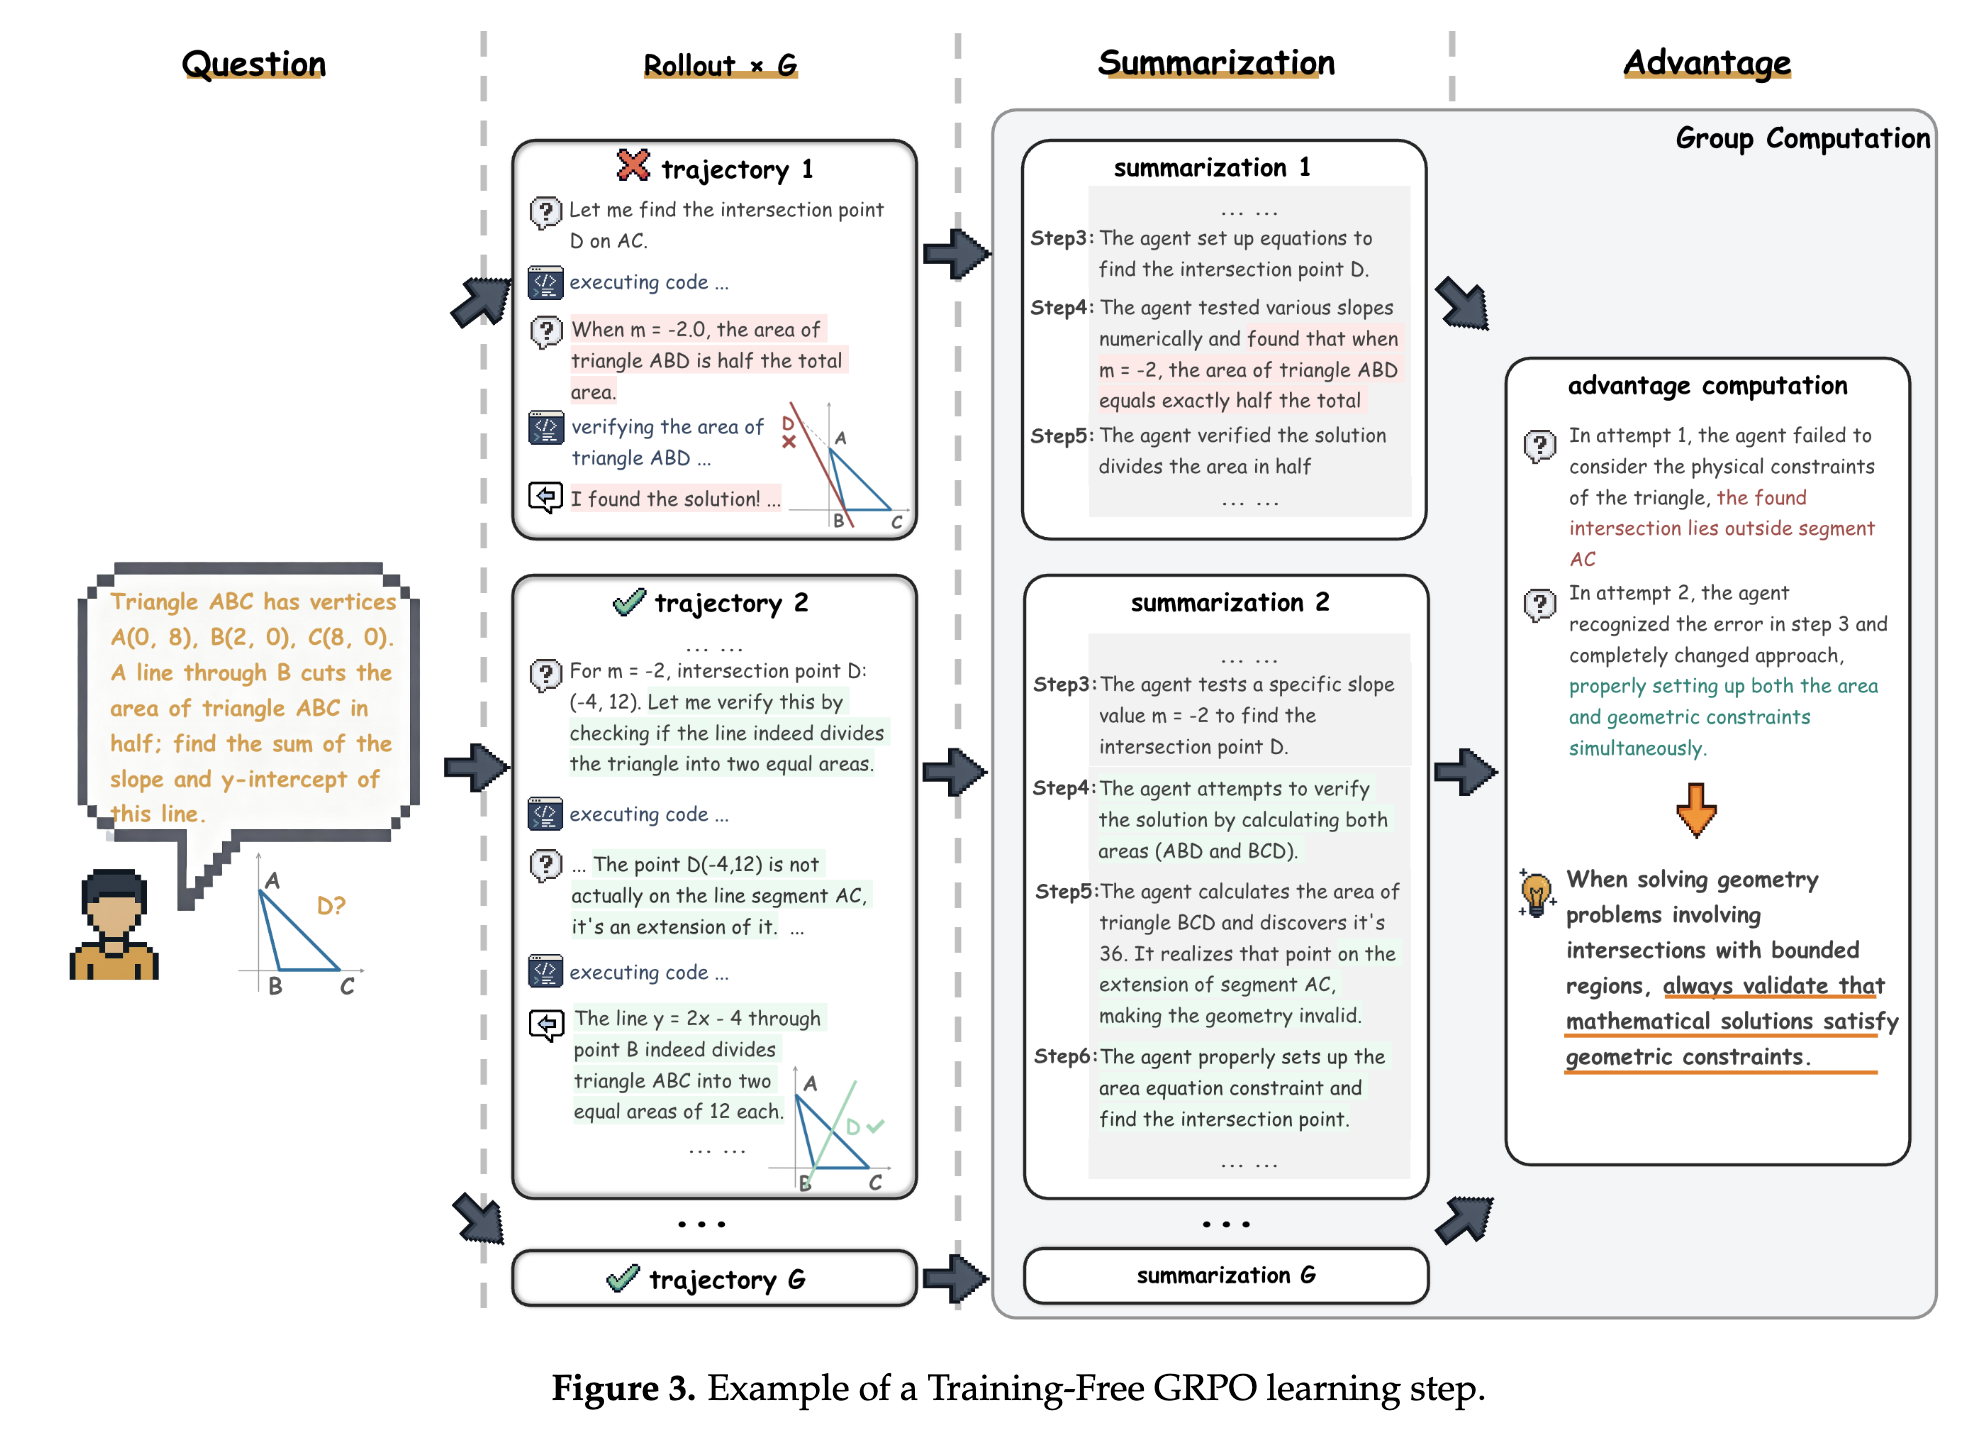 Question
Rollout × G
Summarization
Advantage
Group Computation
Triangle ABC has vertices
A(0, 8), B(2, 0), C(8, 0).
A line through B cuts the
area of triangle ABC in
half; find the sum of the
slope and y-intercept of
this line.
A
D?
B
C
trajectory 1
Let me find the intersection point
D on AC.
executing code ...
When m = -2.0, the area of
triangle ABD is half the total
area.
verifying the area of
triangle ABD ...
I found the solution! ...
D
A
B
C
trajectory 2
... ...
For m = -2, intersection point D:
(-4, 12). Let me verify this by
checking if the line indeed divides
the triangle into two equal areas.
executing code ...
... The point D(-4,12) is not
actually on the line segment AC,
it's an extension of it. ...
executing code ...
The line y = 2x - 4 through
point B indeed divides
triangle ABC into two
equal areas of 12 each.
... ...
A
D
B
C
...
trajectory G
summarization 1
... ...
Step3: The agent set up equations to
find the intersection point D.
Step4: The agent tested various slopes
numerically and found that when
m = -2, the area of triangle ABD
equals exactly half the total
Step5: The agent verified the solution
divides the area in half
... ...
summarization 2
... ...
Step3: The agent tests a specific slope
value m = -2 to find the
intersection point D.
Step4: The agent attempts to verify
the solution by calculating both
areas (ABD and BCD).
Step5: The agent calculates the area of
triangle BCD and discovers it's
36. It realizes that point on the
extension of segment AC,
making the geometry invalid.
Step6: The agent properly sets up the
area equation constraint and
find the intersection point.
... ...
...
summarization G
advantage computation
In attempt 1, the agent failed to
consider the physical constraints
of the triangle, the found
intersection lies outside segment
AC
In attempt 2, the agent
recognized the error in step 3 and
completely changed approach,
properly setting up both the area
and geometric constraints
simultaneously.
When solving geometry
problems involving
intersections with bounded
regions, always validate that
mathematical solutions satisfy
geometric constraints.
Figure 3. Example of a Training-Free GRPO learning step.